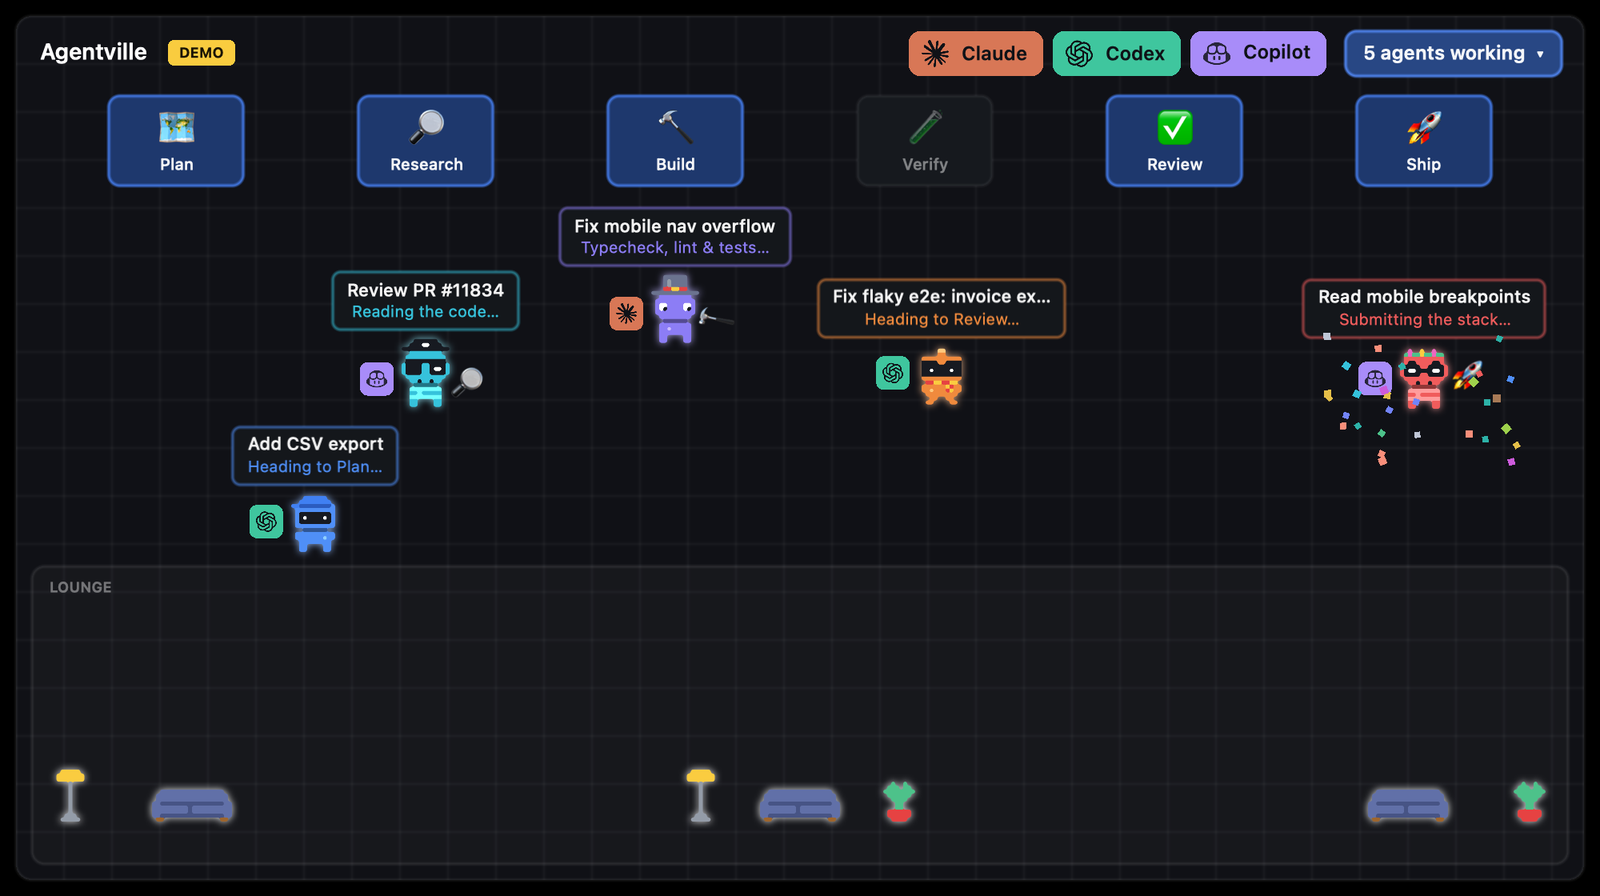 Agentville
DEMO
Claude
Codex
Copilot
5 agents working
Plan
Research
Build
Verify
Review
Ship
Fix mobile nav overflow
Typecheck, lint & tests...
Review PR #11834
Reading the code...
Fix flaky e2e: invoice ex...
Heading to Review...
Read mobile breakpoints
Submitting the stack...
Add CSV export
Heading to Plan...
LOUNGE